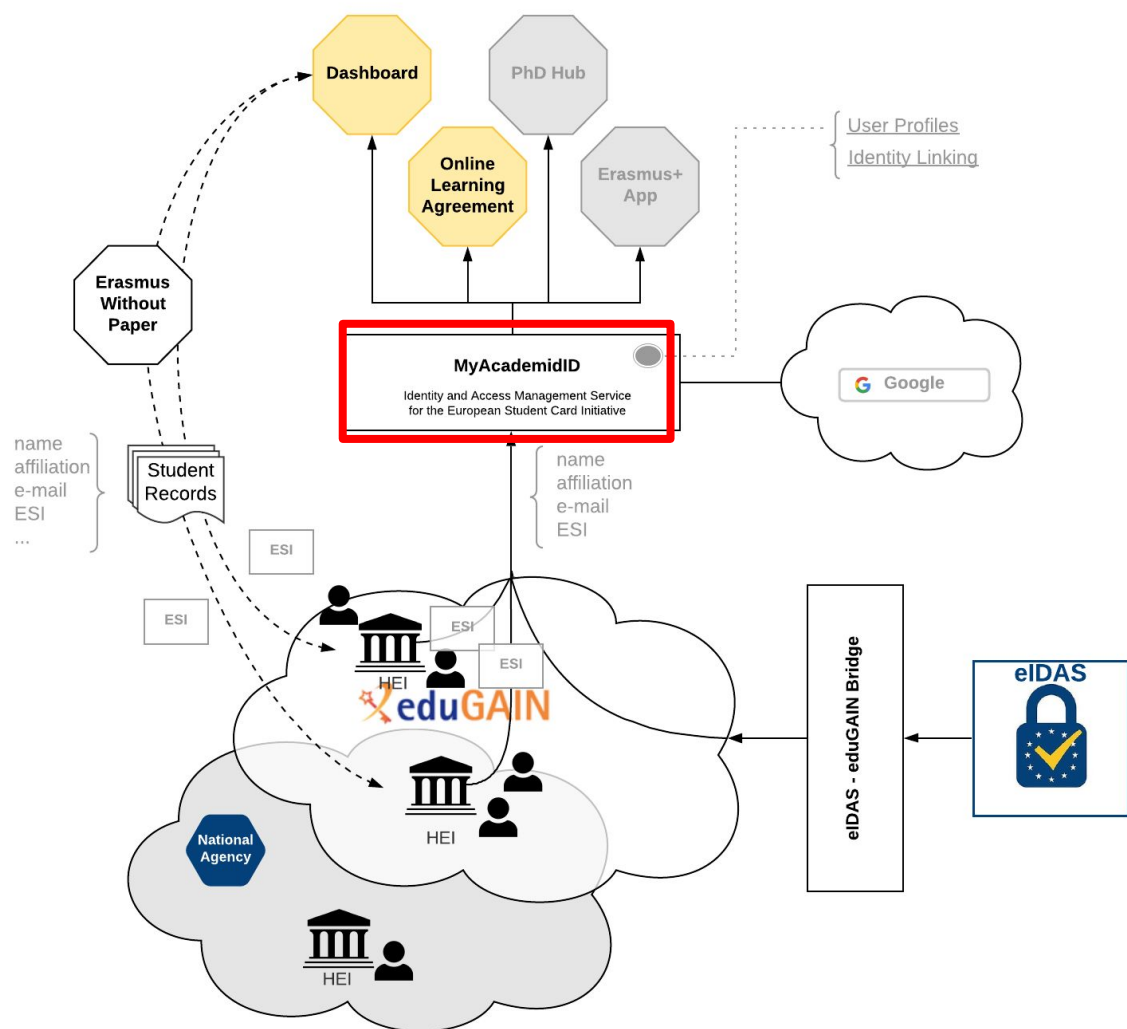 Dashboard
PhD Hub
User Profiles
Identity Linking
Online
Learning
Agreement
Erasmus+
App
Erasmus
Without
Paper
MyAcademidID
Identity and Access Management Service
for the European Student Card Initiative
Google
name
affiliation
e-mail
ESI
...
Student
Records
name
affiliation
e-mail
ESI
ESI
ESI
ESI
ESI
HEI
eduGAIN
HEI
National
Agency
HEI
eIDAS - eduGAIN Bridge
eIDAS